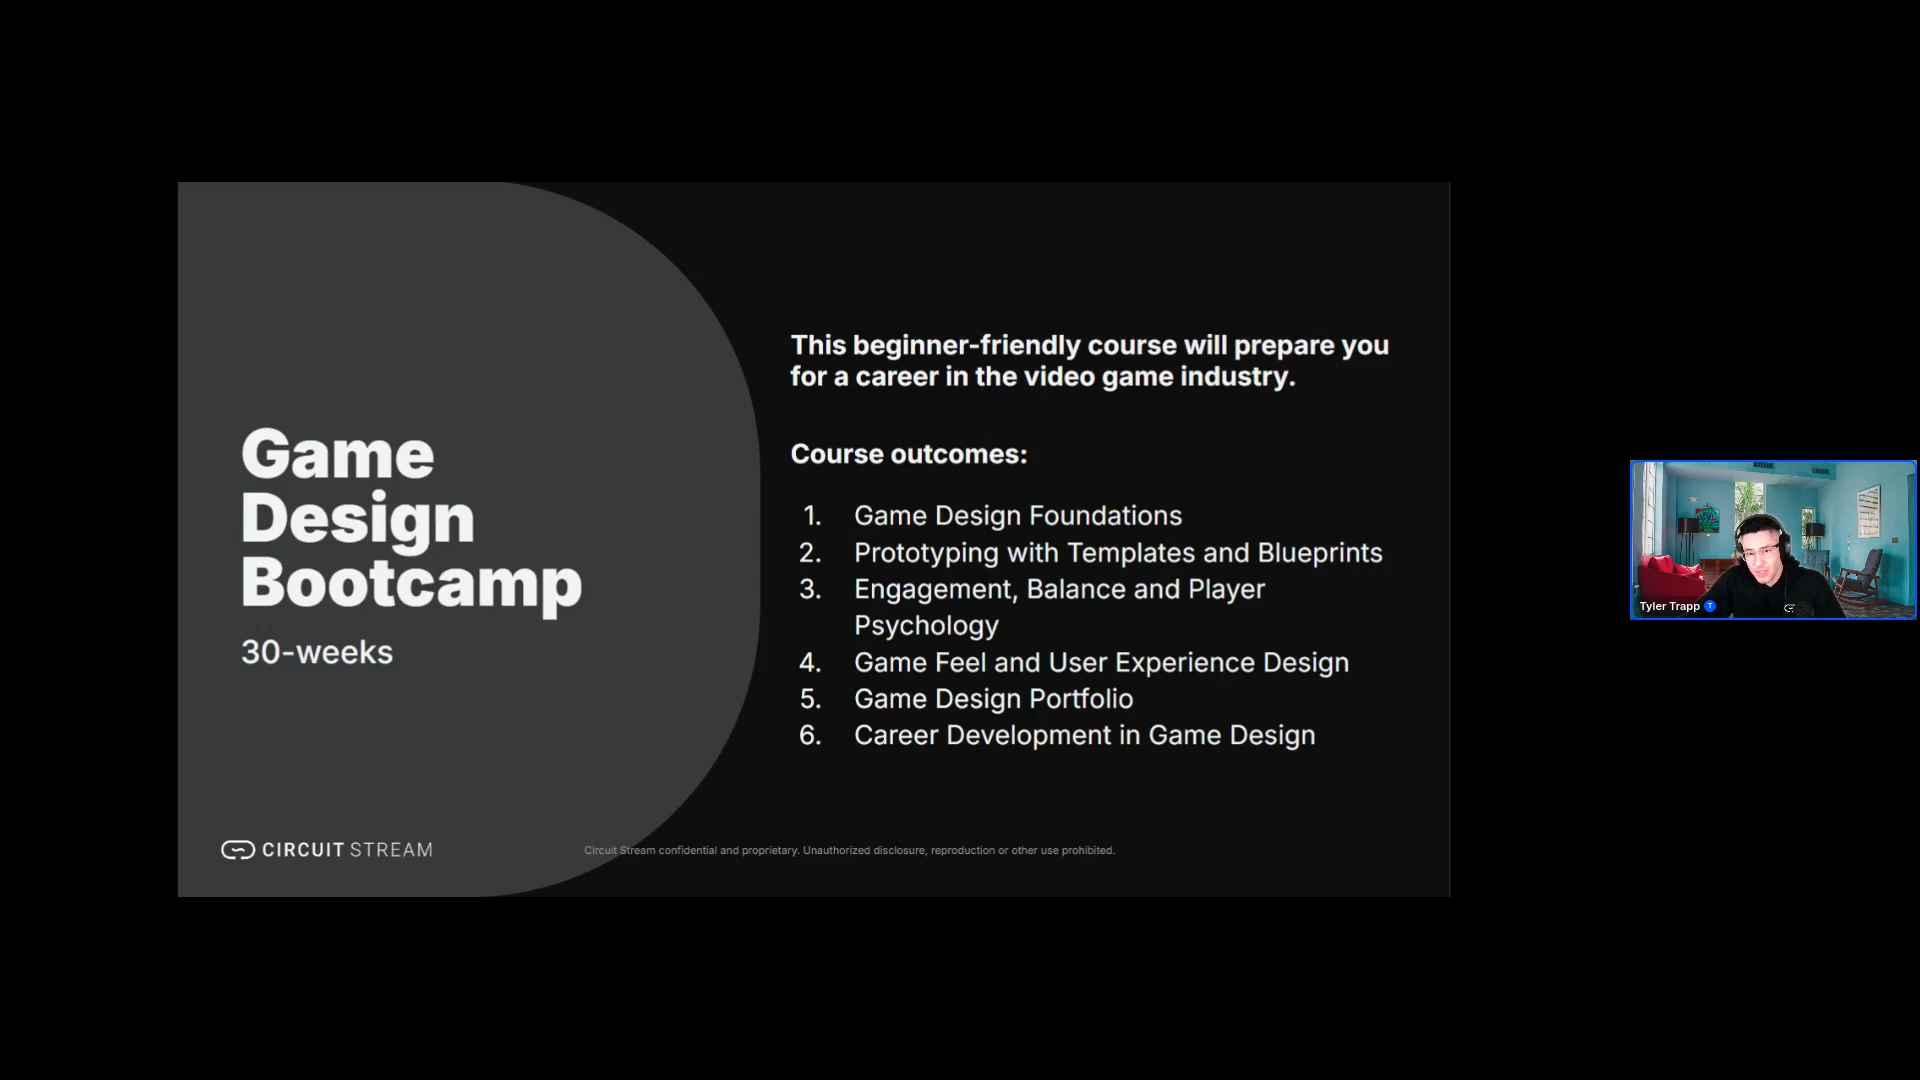 Game
Design
Bootcamp
30-weeks
CIRCUIT STREAM
This beginner-friendly course will prepare you
for a career in the video game industry.
Course outcomes:
1. Game Design Foundations
2. Prototyping with Templates and Blueprints
3. Engagement, Balance and Player
Psychology
4. Game Feel and User Experience Design
5. Game Design Portfolio
6. Career Development in Game Design
Circuit Stream confidential and proprietary. Unauthorized disclosure, reproduction or other use prohibited.
Tyler Trapp T